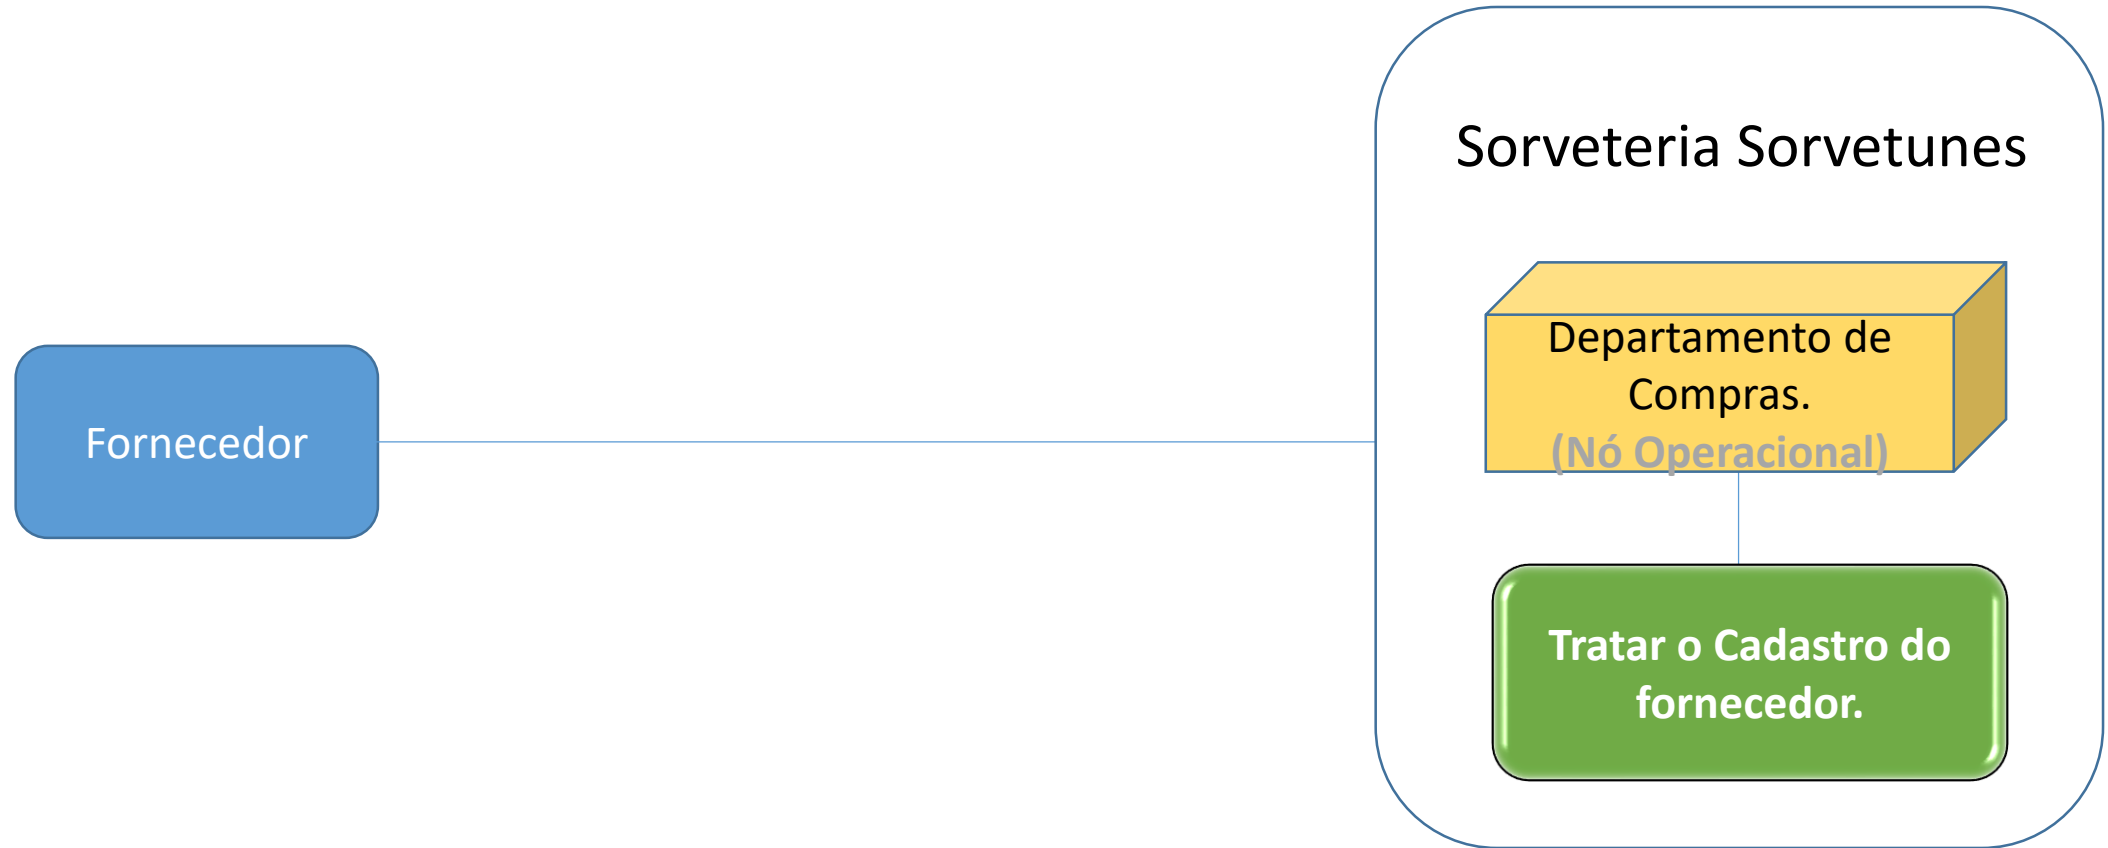 Sorveteria Sorvetunes
Departamento de
Compras.
(Nó Operacional)
Fornecedor
Tratar o Cadastro do
fornecedor.